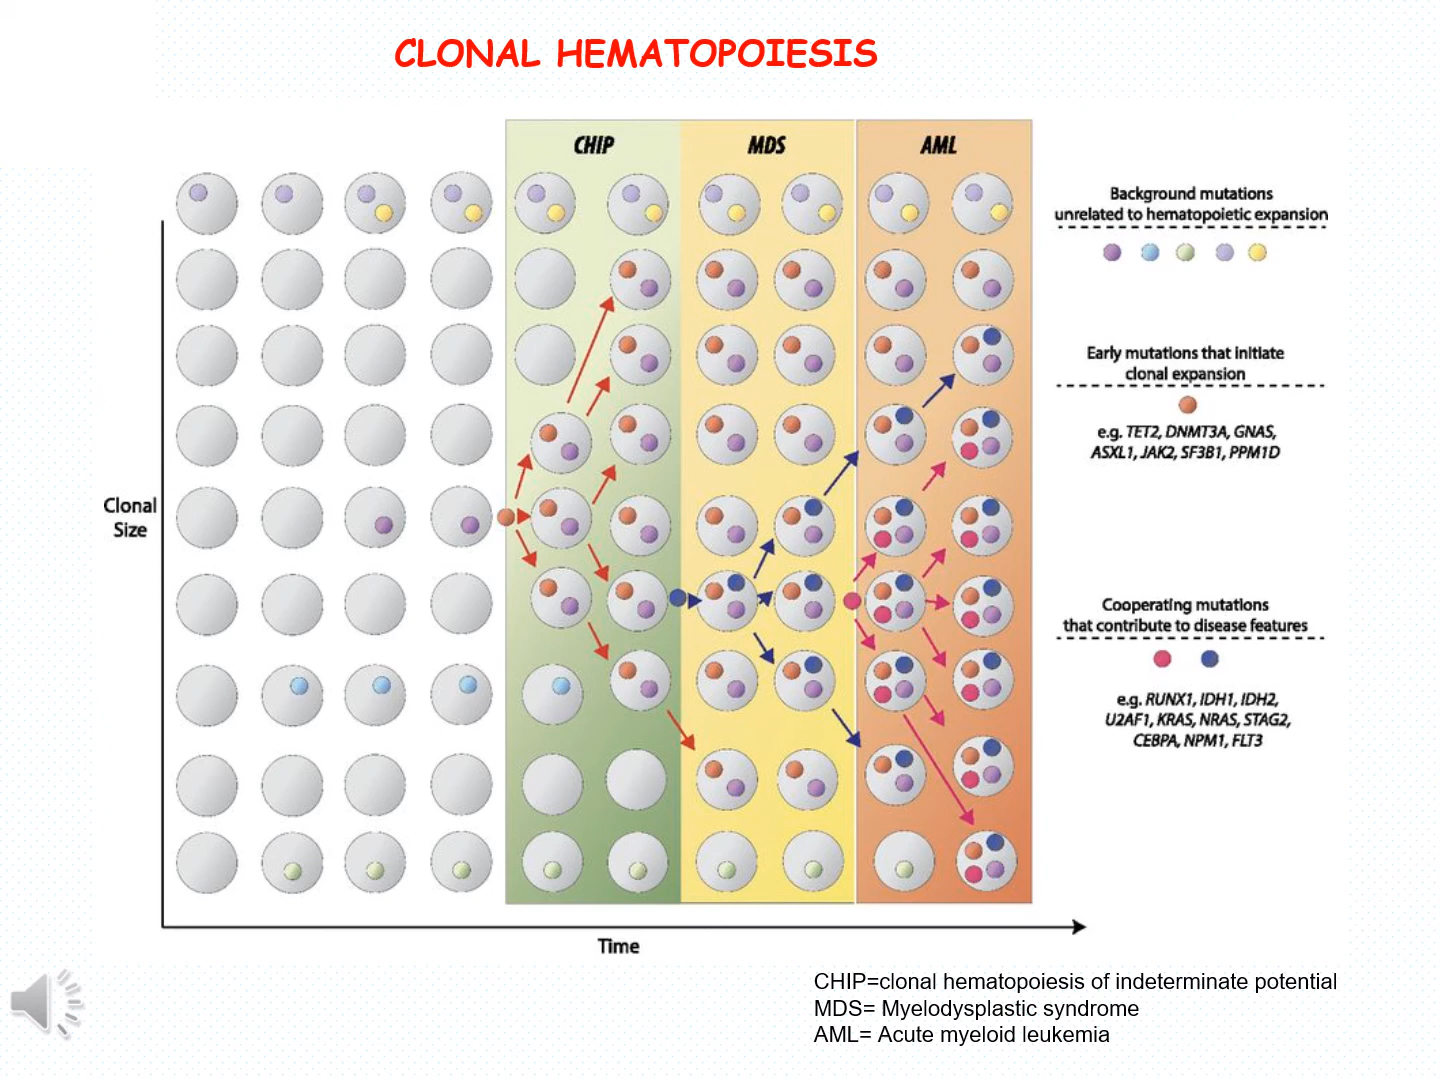 CLONAL HEMATOPOIESIS
CHIP
MDS
AML
Background mutations
unrelated to hematopoietic expansion
Early mutations that initiate
clonal expansion
e.g. TET2, DNMT3A, GNAS,
ASXL1, JAK2, SF3B1, PPM1D
Clonal
Size
Cooperating mutations
that contribute to disease features
e.g. RUNX1, IDH1, IDH2,
U2AF1, KRAS, NRAS, STAG2,
CEBPA, NPM1, FLT3
Time
CHIP=clonal hematopoiesis of indeterminate potential
MDS= Myelodysplastic syndrome
AML= Acute myeloid leukemia